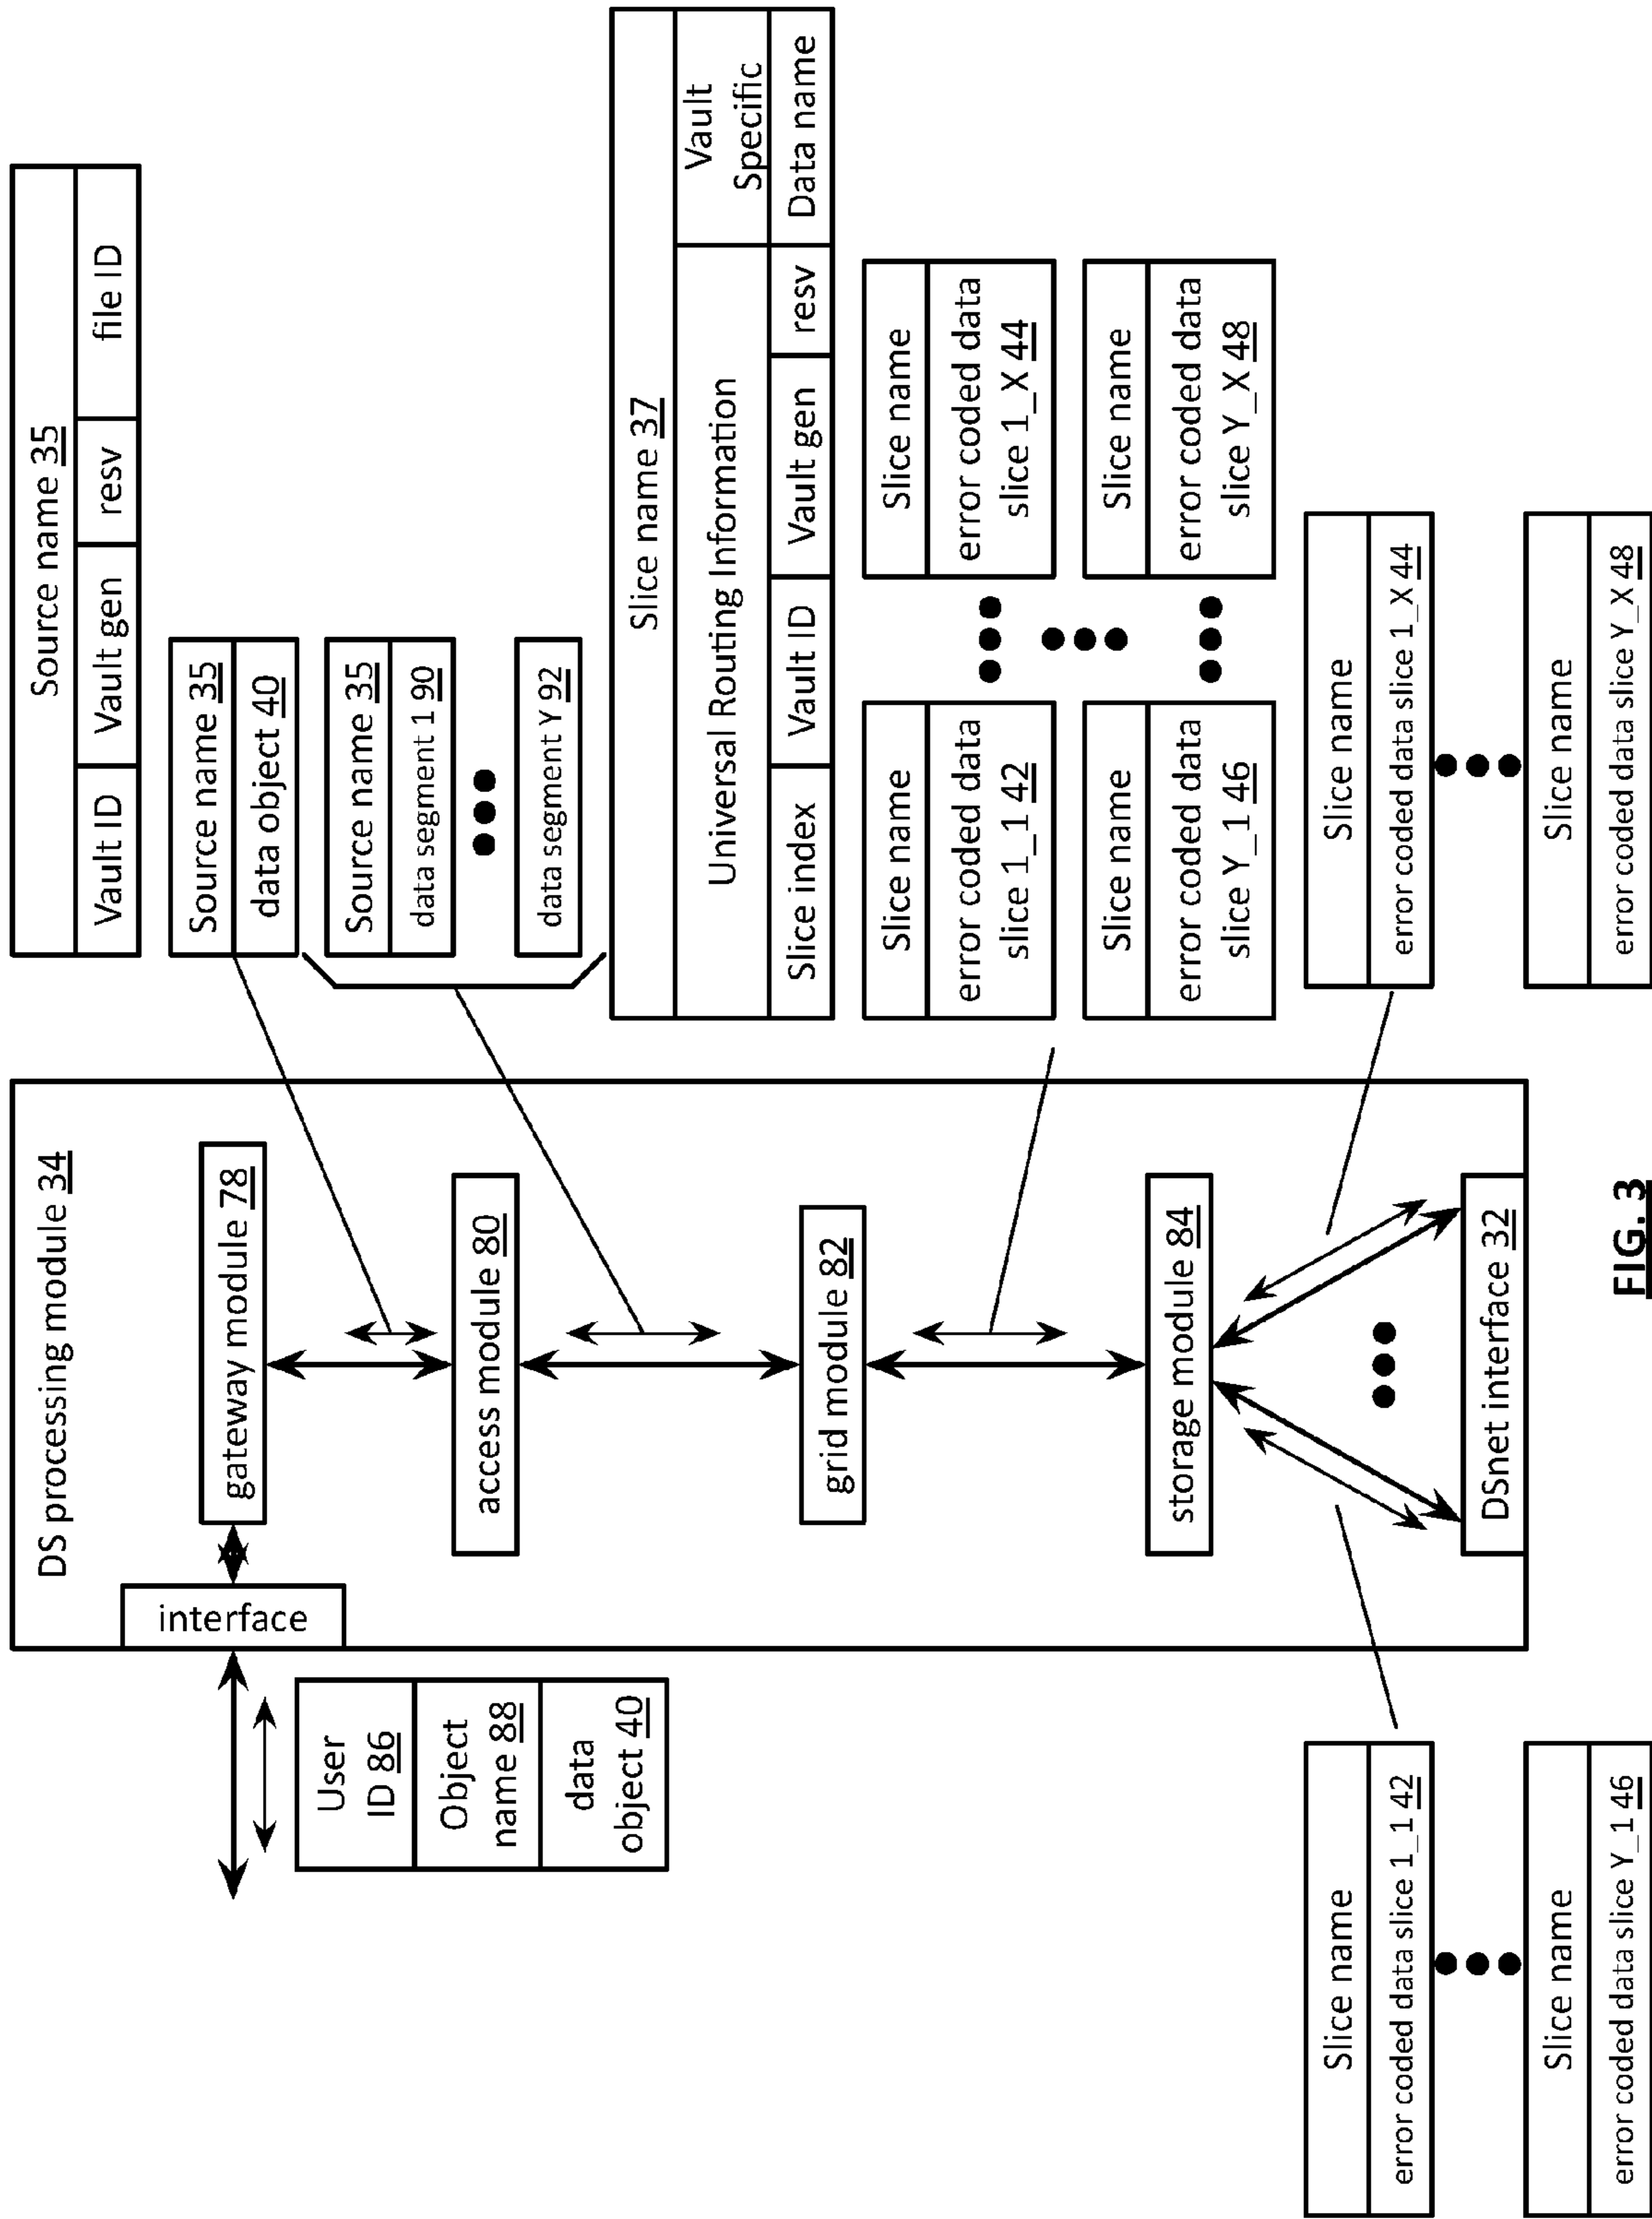 DS processing module 34
interface
gateway module 78
access module 80
grid module 82
storage module 84
DSnet interface 32
User
ID 86
Object
name 88
data
object 40
Source name 35
Vault ID
Vault gen
resv
file ID
Source name 35
data object 40
Source name 35
data segment 1 90
data segment Y 92
Slice name 37
Universal Routing Information
Vault
Specific
Slice index
Vault ID
Vault gen
resv
Data name
Slice name
error coded data
slice 1_1 42
Slice name
error coded data
slice 1_X 44
Slice name
error coded data
slice Y_1 46
Slice name
error coded data
slice Y_X 48
Slice name
error coded data slice 1_1 42
Slice name
error coded data slice Y_1 46
Slice name
error coded data slice 1_X 44
Slice name
error coded data slice Y_X 48
FIG. 3